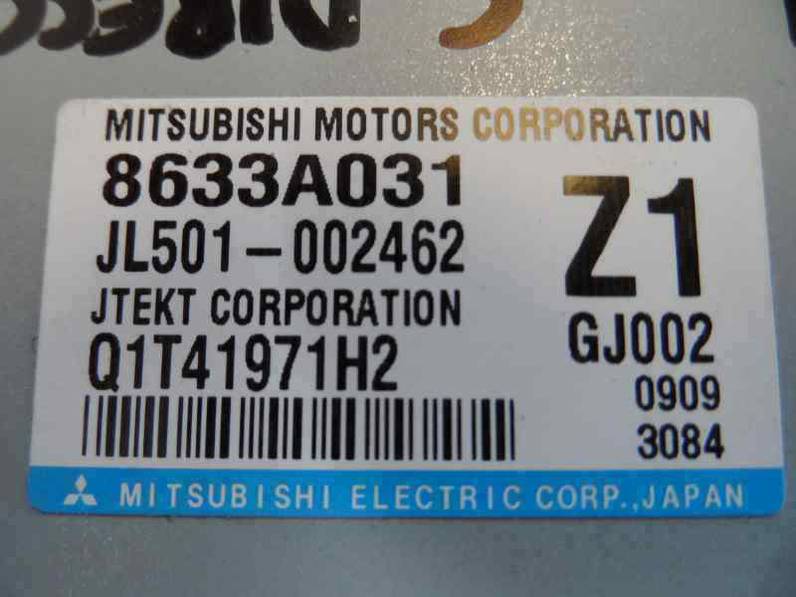 MITSUBISHI MOTORS CORPORATION
8633A031
Z1
JL501-002462
JTEKT CORPORATION
GJ002
Q1T41971H2
0909
3084
MITSUBISHI ELECTRIC CORP., JAPAN